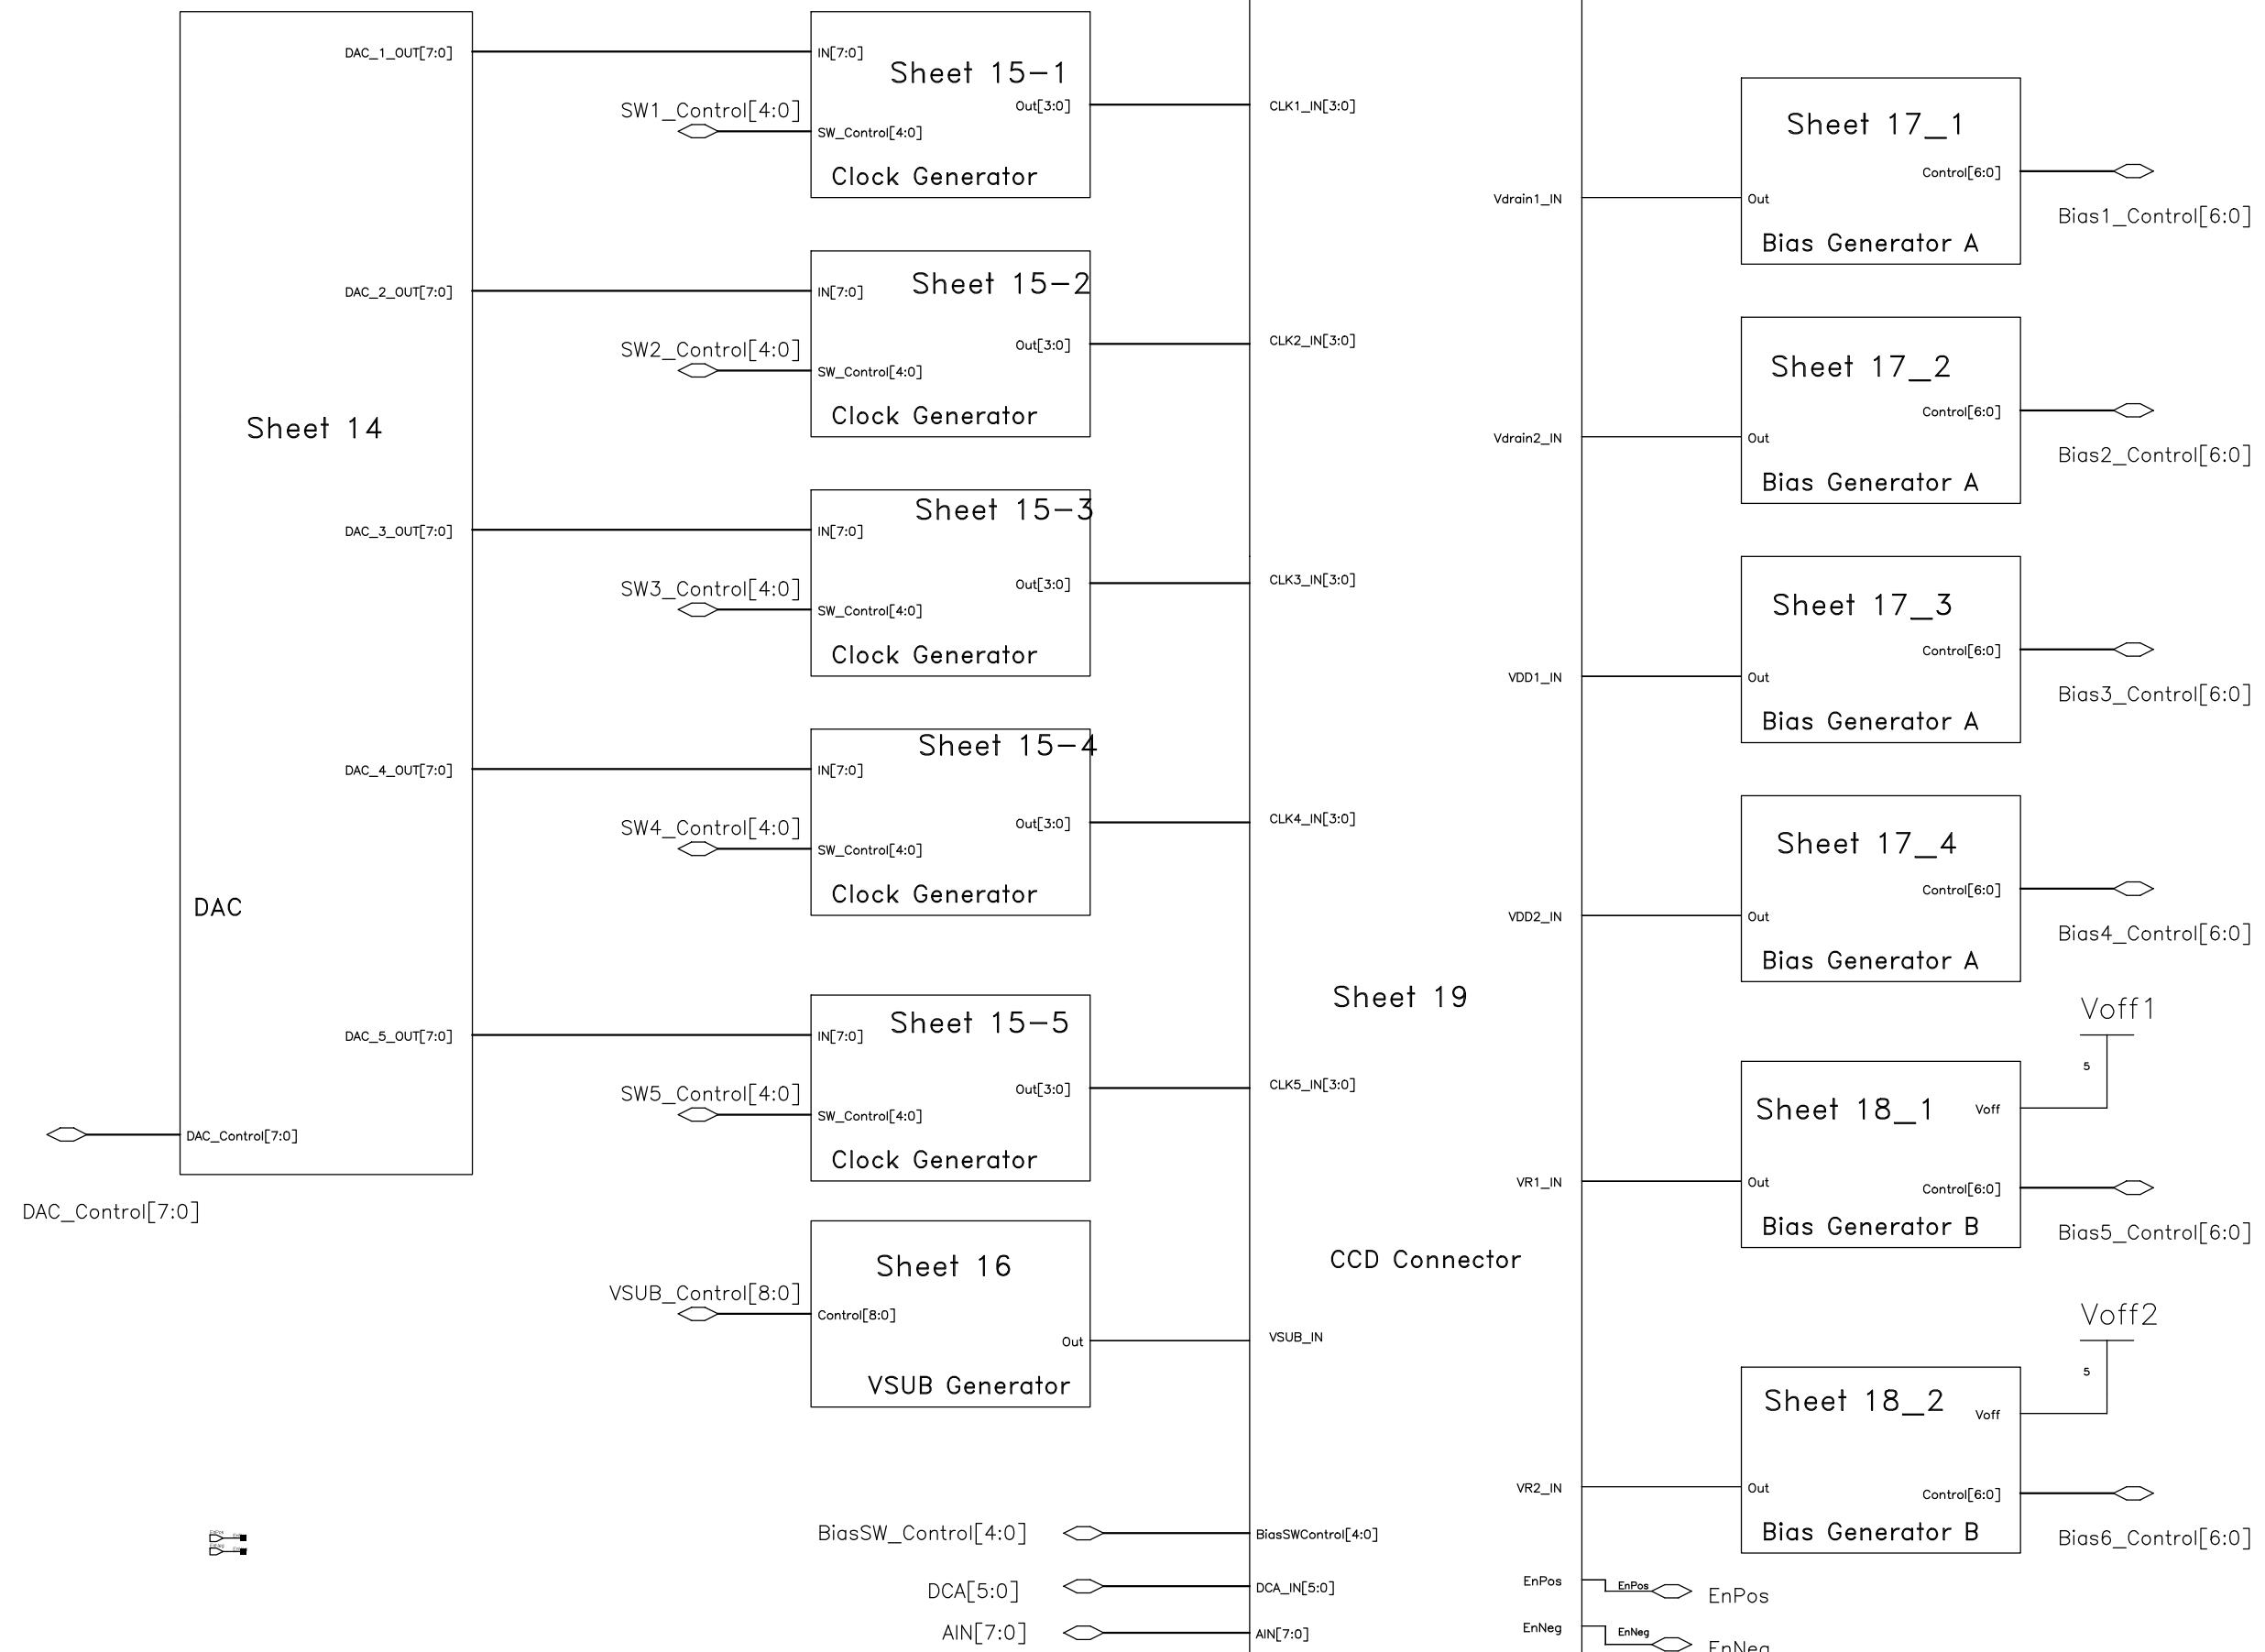 DAC_1_OUT[7:0]
DAC_2_OUT[7:0]
Sheet 14
DAC_3_OUT[7:0]
DAC_4_OUT[7:0]
DAC
DAC_5_OUT[7:0]
DAC_Control[7:0]
DAC_Control[7:0]
IN[7:0]
Sheet 15-1
Out[3:0]
SW1_Control[4:0]
SW_Control[4:0]
Clock Generator
IN[7:0]
Sheet 15-2
Out[3:0]
SW2_Control[4:0]
SW_Control[4:0]
Clock Generator
IN[7:0]
Sheet 15-3
Out[3:0]
SW3_Control[4:0]
SW_Control[4:0]
Clock Generator
IN[7:0]
Sheet 15-4
Out[3:0]
SW4_Control[4:0]
SW_Control[4:0]
Clock Generator
IN[7:0]
Sheet 15-5
Out[3:0]
SW5_Control[4:0]
SW_Control[4:0]
Clock Generator
Sheet 16
VSUB_Control[8:0]
Control[8:0]
Out
VSUB Generator
CLK1_IN[3:0]
CLK2_IN[3:0]
CLK3_IN[3:0]
CLK4_IN[3:0]
CLK5_IN[3:0]
VSUB_IN
BiasSW_Control[4:0]
BiasSWControl[4:0]
DCA[5:0]
DCA_IN[5:0]
AIN[7:0]
AIN[7:0]
Sheet 19
CCD Connector
Vdrain1_IN
Vdrain2_IN
VDD1_IN
VDD2_IN
VR1_IN
VR2_IN
EnPos
EnPos
EnPos
EnNeg
EnNeg
EnNeg
Sheet 17_1
Control[6:0]
Out
Bias1_Control[6:0]
Bias Generator A
Sheet 17_2
Control[6:0]
Out
Bias2_Control[6:0]
Bias Generator A
Sheet 17_3
Control[6:0]
Out
Bias3_Control[6:0]
Bias Generator A
Sheet 17_4
Control[6:0]
Out
Bias4_Control[6:0]
Bias Generator A
Voff1
5
Sheet 18_1
Voff
Out
Control[6:0]
Bias5_Control[6:0]
Bias Generator B
Voff2
5
Sheet 18_2
Voff
Out
Control[6:0]
Bias6_Control[6:0]
Bias Generator B